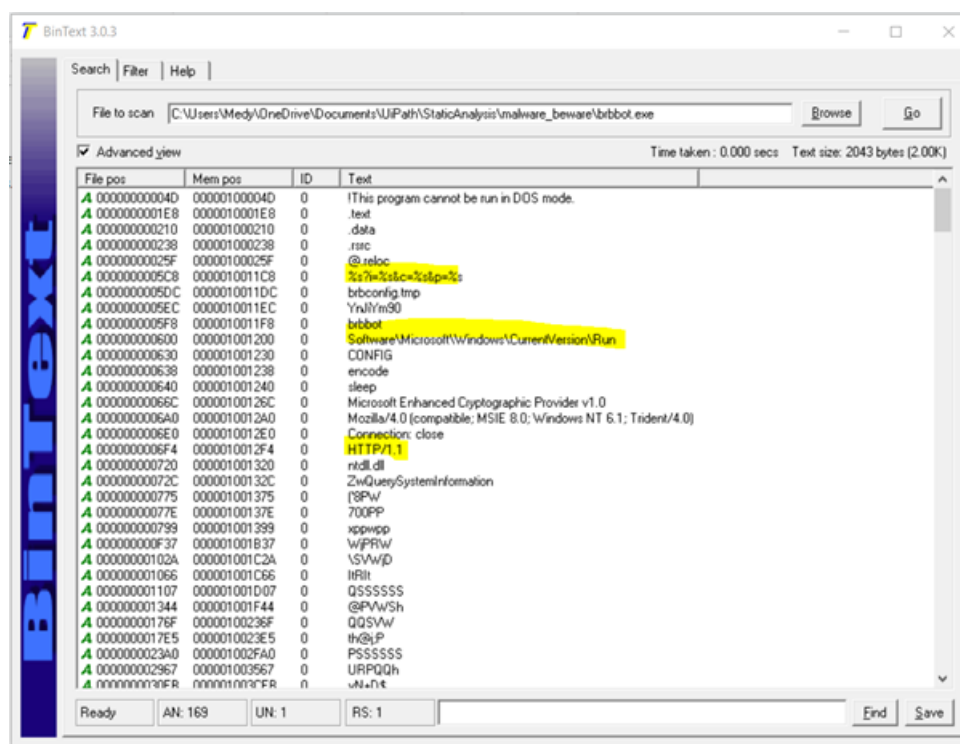 BinText 3.0.3
Search Filter Help
File to scan C:\Users\Medy\OneDrive\Documents\UiPath\StaticAnalysis\malware_beware\brbbot.exe Browse Go
Advanced view Time taken : 0.000 secs Text size: 2043 bytes (2.00K)
File pos Mem pos ID Text
A 00000000004D 00000100004D 0 !This program cannot be run in DOS mode.
A 0000000001E8 0000010001E8 0 .text
A 000000000210 000001000210 0 .data
A 000000000238 000001000238 0 .rsrc
A 00000000025F 00000100025F 0 @.reloc
A 0000000005C8 0000010011C8 0 %s?i=%s&c=%s&p=%s
A 0000000005DC 0000010011DC 0 brbconfig.tmp
A 0000000005EC 0000010011EC 0 YnJiYm90
A 0000000005F8 0000010011F8 0 brbbot
A 000000000600 000001001200 0 Software\Microsoft\Windows\CurrentVersion\Run
A 000000000630 000001001230 0 CONFIG
A 000000000638 000001001238 0 encode
A 000000000640 000001001240 0 sleep
A 00000000066C 00000100126C 0 Microsoft Enhanced Cryptographic Provider v1.0
A 0000000006A0 0000010012A0 0 Mozilla/4.0 (compatible; MSIE 8.0; Windows NT 6.1; Trident/4.0)
A 0000000006E0 0000010012E0 0 Connection: close
A 0000000006F4 0000010012F4 0 HTTP/1.1
A 000000000720 000001001320 0 ntdll.dll
A 00000000072C 00000100132C 0 ZwQuerySystemInformation
A 000000000775 000001001375 0 ('8PW
A 00000000077E 00000100137E 0 700PP
A 000000000799 000001001399 0 xppwpp
A 000000000F37 000001001B37 0 WjPRW
A 00000000102A 000001001C2A 0 \SVWjD
A 000000001066 000001001C66 0 ItRIt
A 000000001107 000001001D07 0 QSSSSSS
A 000000001344 000001001F44 0 @PVWSh
A 00000000176F 00000100236F 0 QQSVW
A 0000000017E5 0000010023E5 0 th@j;P
A 0000000023A0 000001002FA0 0 PSSSSSS
A 000000002967 000001003567 0 URPQQh
A 0000000030EB 000001003CEB 0 vN+D$
Ready AN: 169 UN: 1 RS: 1 Find Save
BinText